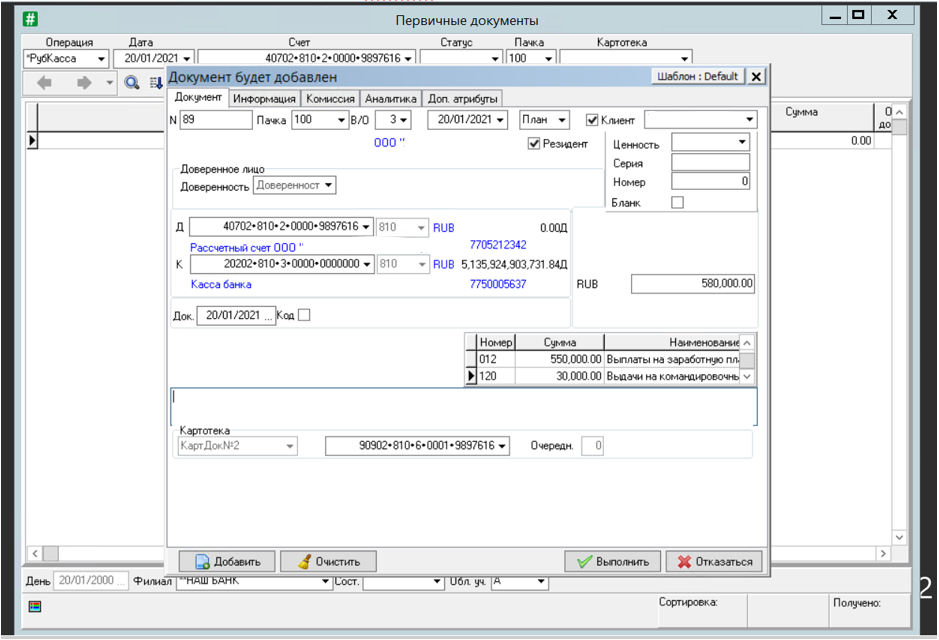 Первичные документы
Операция Дата Счет Статус Пачка Картотека
*РубКасса 20/01/2021 40702•810•2•0000•9897616 100
Документ будет добавлен Шаблон : Default
Документ Информация Комиссия Аналитика Доп. атрибуты
N 89 Пачка 100 В/О 3 20/01/2021 План Клиент
ООО " Резидент
Ценность
Серия
Номер 0
Бланк
Доверенное лицо
Доверенность Доверенност
Сумма
0.00
Д 40702•810•2•0000•9897616 810 RUB 0.00Д
Рассчетный счет ООО " 7705212342
К 20202•810•3•0000•0000000 810 RUB 5,135,924,903,731.84Д
Касса банка 7750005637
RUB 580,000.00
Док. 20/01/2021 ... Код
Номер Сумма Наименование
012 550,000.00 Выплаты на заработную пла
120 30,000.00 Выдачи на командировочны
Картотека
КартДок№2 90902•810•6•0001•9897616 Очередн. 0
Добавить Очистить Выполнить Отказаться
День 20/01/2000 ... Филиал **НАШ БАНК Сост. Обл. уч. А
2
Сортировка: Получено: